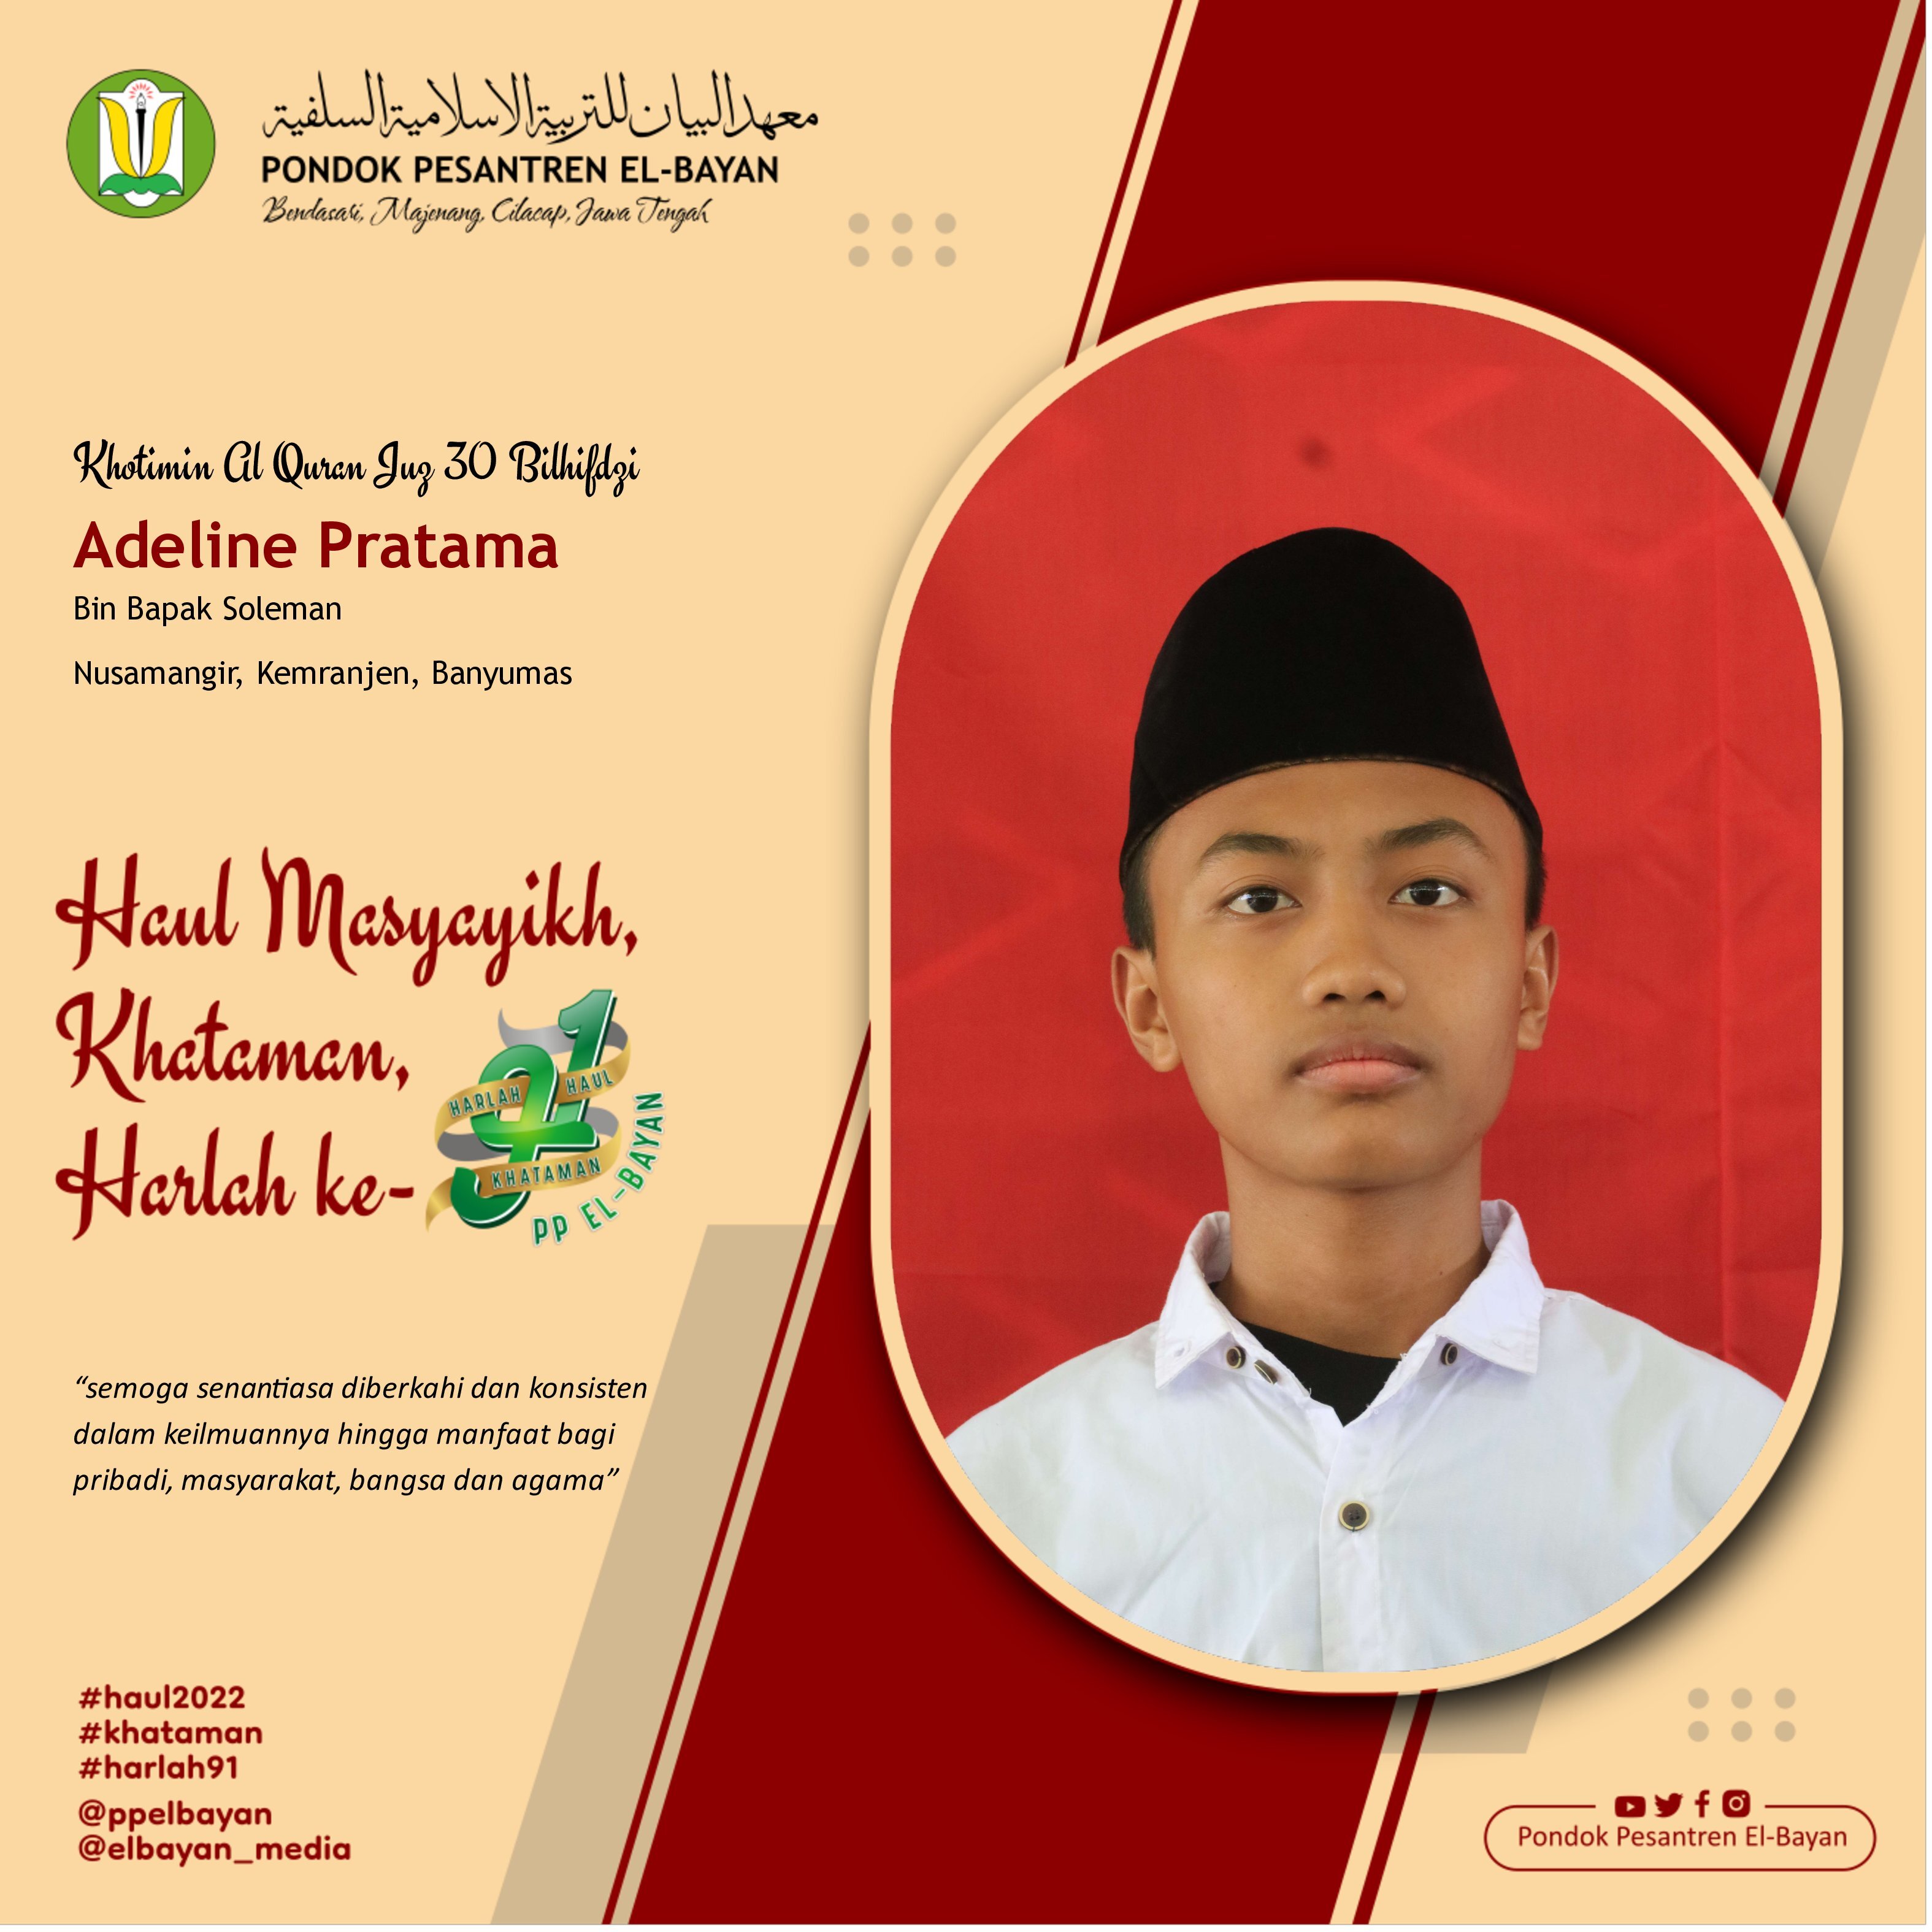 معهد البيان للتربية الاسلامية السلفية
PONDOK PESANTREN EL-BAYAN
Bendasari, Majenang, Cilacap, Jawa Tengah
Khotimin Al Quran Juz 30 Bilhifdzi
Adeline Pratama
Bin Bapak Soleman
Nusamangir, Kemranjen, Banyumas
Haul Masyayikh,
Khataman,
Harlah ke-
91
HARLAH HAUL
KHATAMAN
PP EL-BAYAN
“semoga senantiasa diberkahi dan konsisten
dalam keilmuannya hingga manfaat bagi
pribadi, masyarakat, bangsa dan agama”
#haul2022
#khataman
#harlah91
@ppelbayan
@elbayan_media
Pondok Pesantren El-Bayan